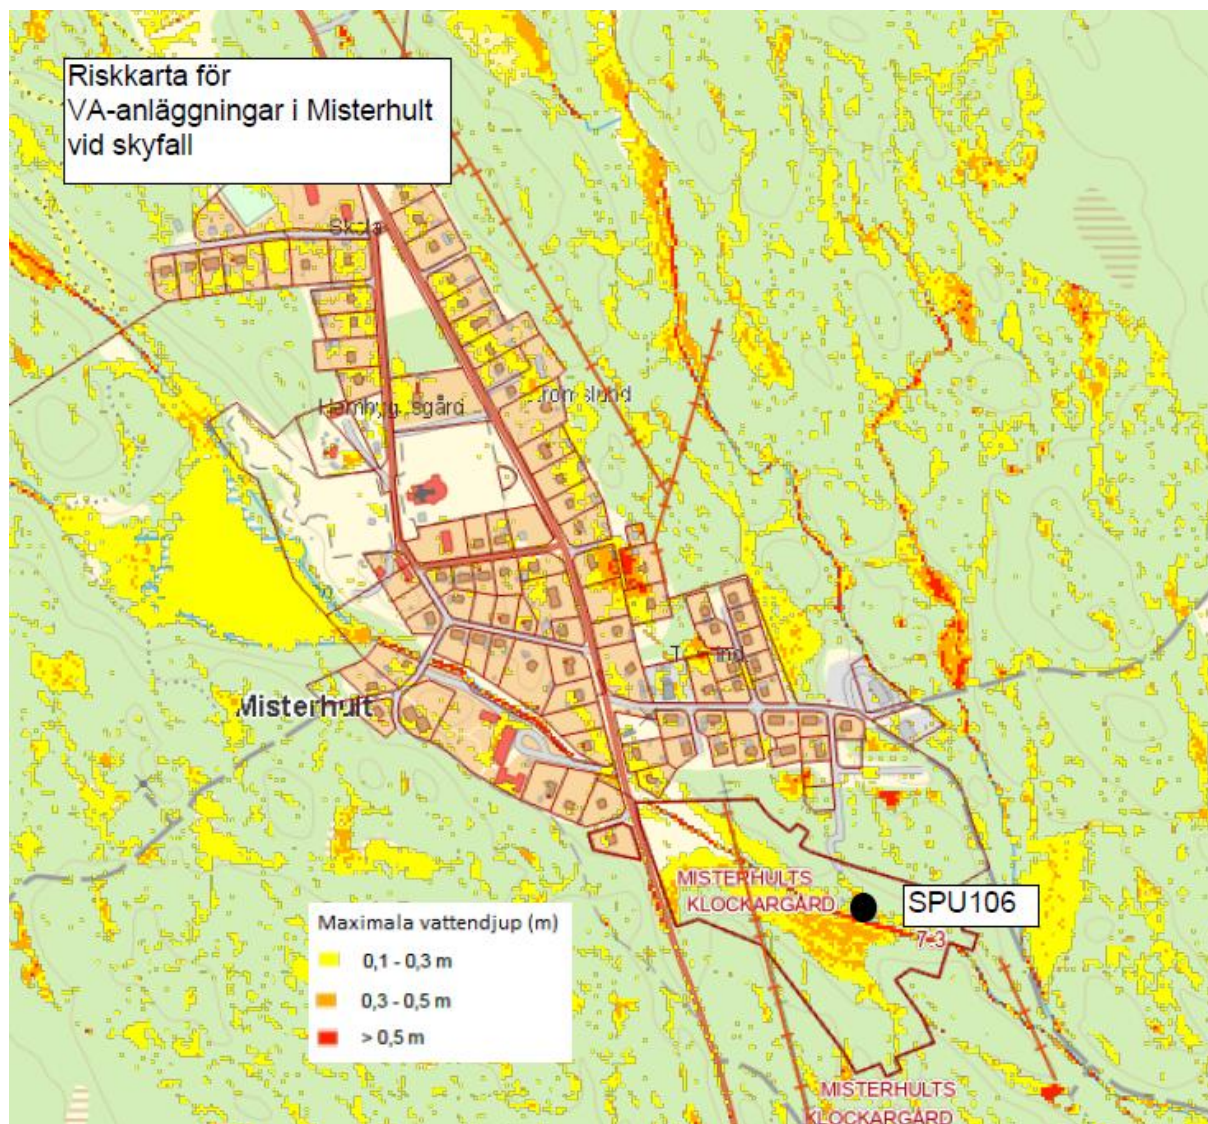 Riskkarta för
VA-anläggningar i Misterhult
vid skyfall
Skola
Misterhult
MISTERHULTS
KLOCKARGÅRD
SPU106
7:3
Maximala vattendjup (m)
0,1 - 0,3 m
0,3 - 0,5 m
> 0,5 m
MISTERHULTS
KLOCKARGÅRD